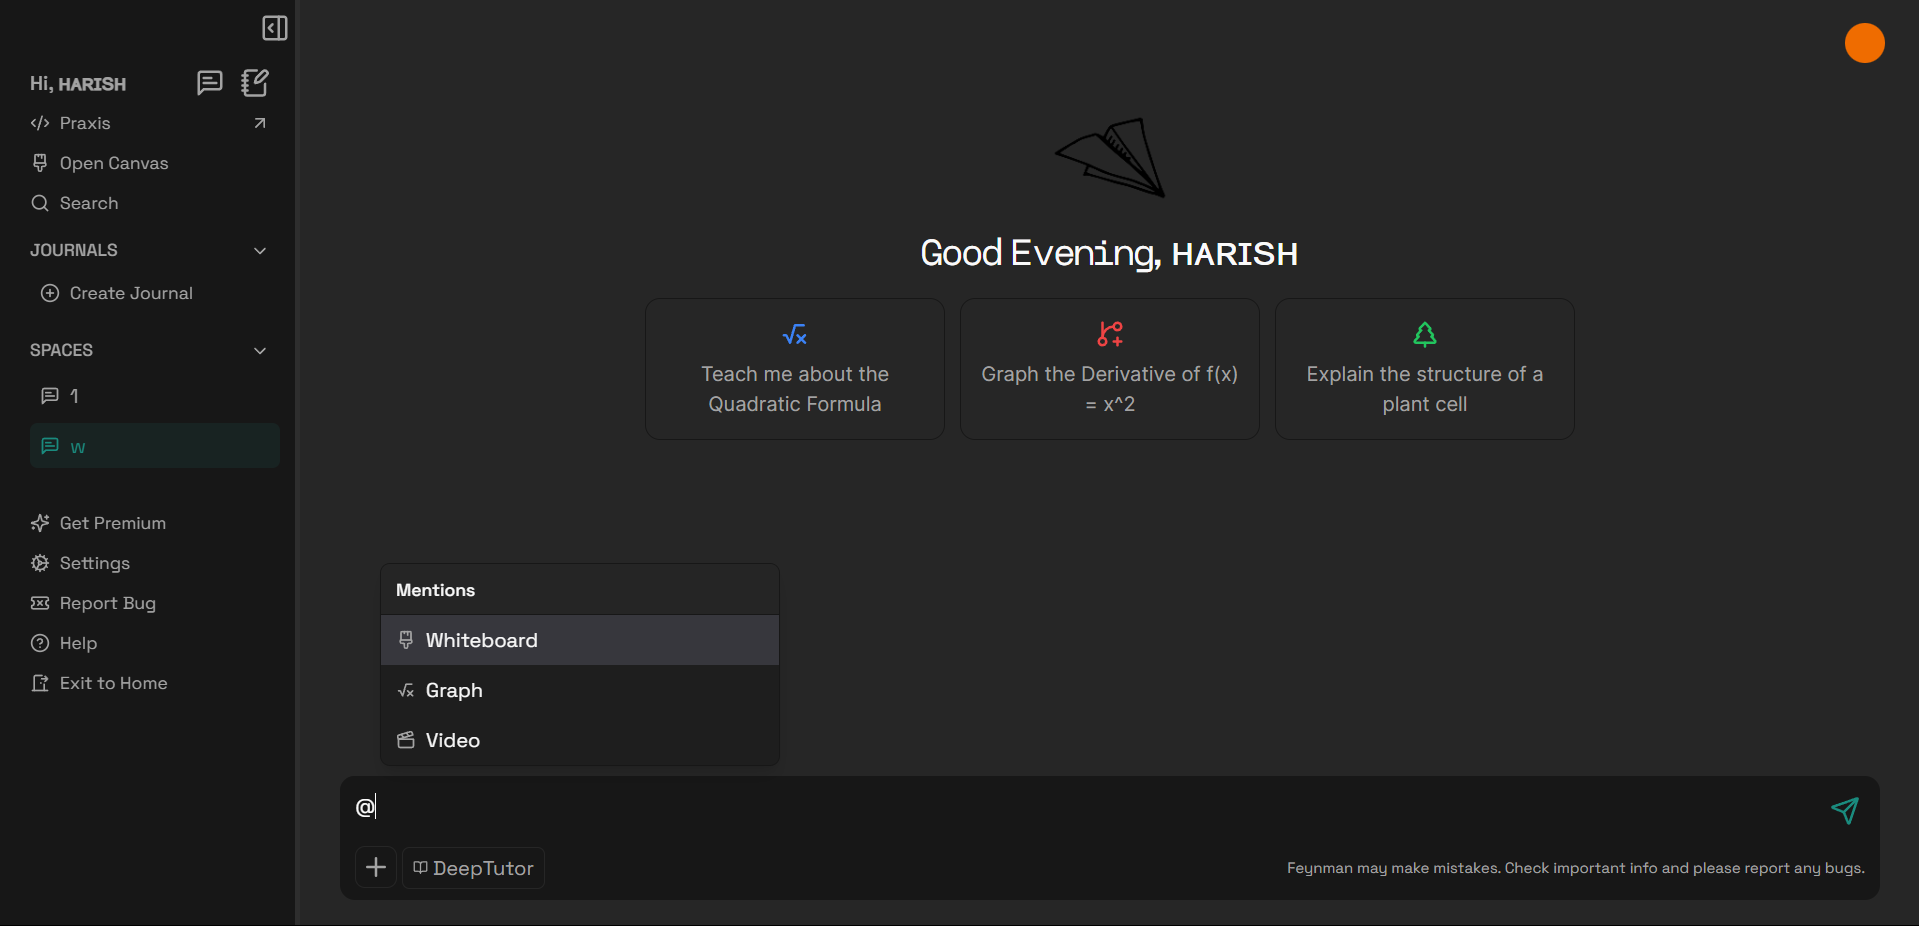 Hi, HARISH
Praxis
Open Canvas
Search
JOURNALS
Create Journal
SPACES
1
w
Get Premium
Settings
Report Bug
Help
Exit to Home
Good Evening, HARISH
Teach me about the
Quadratic Formula
Graph the Derivative of f(x)
= x^2
Explain the structure of a
plant cell
Mentions
Whiteboard
Graph
Video
@
DeepTutor
Feynman may make mistakes. Check important info and please report any bugs.